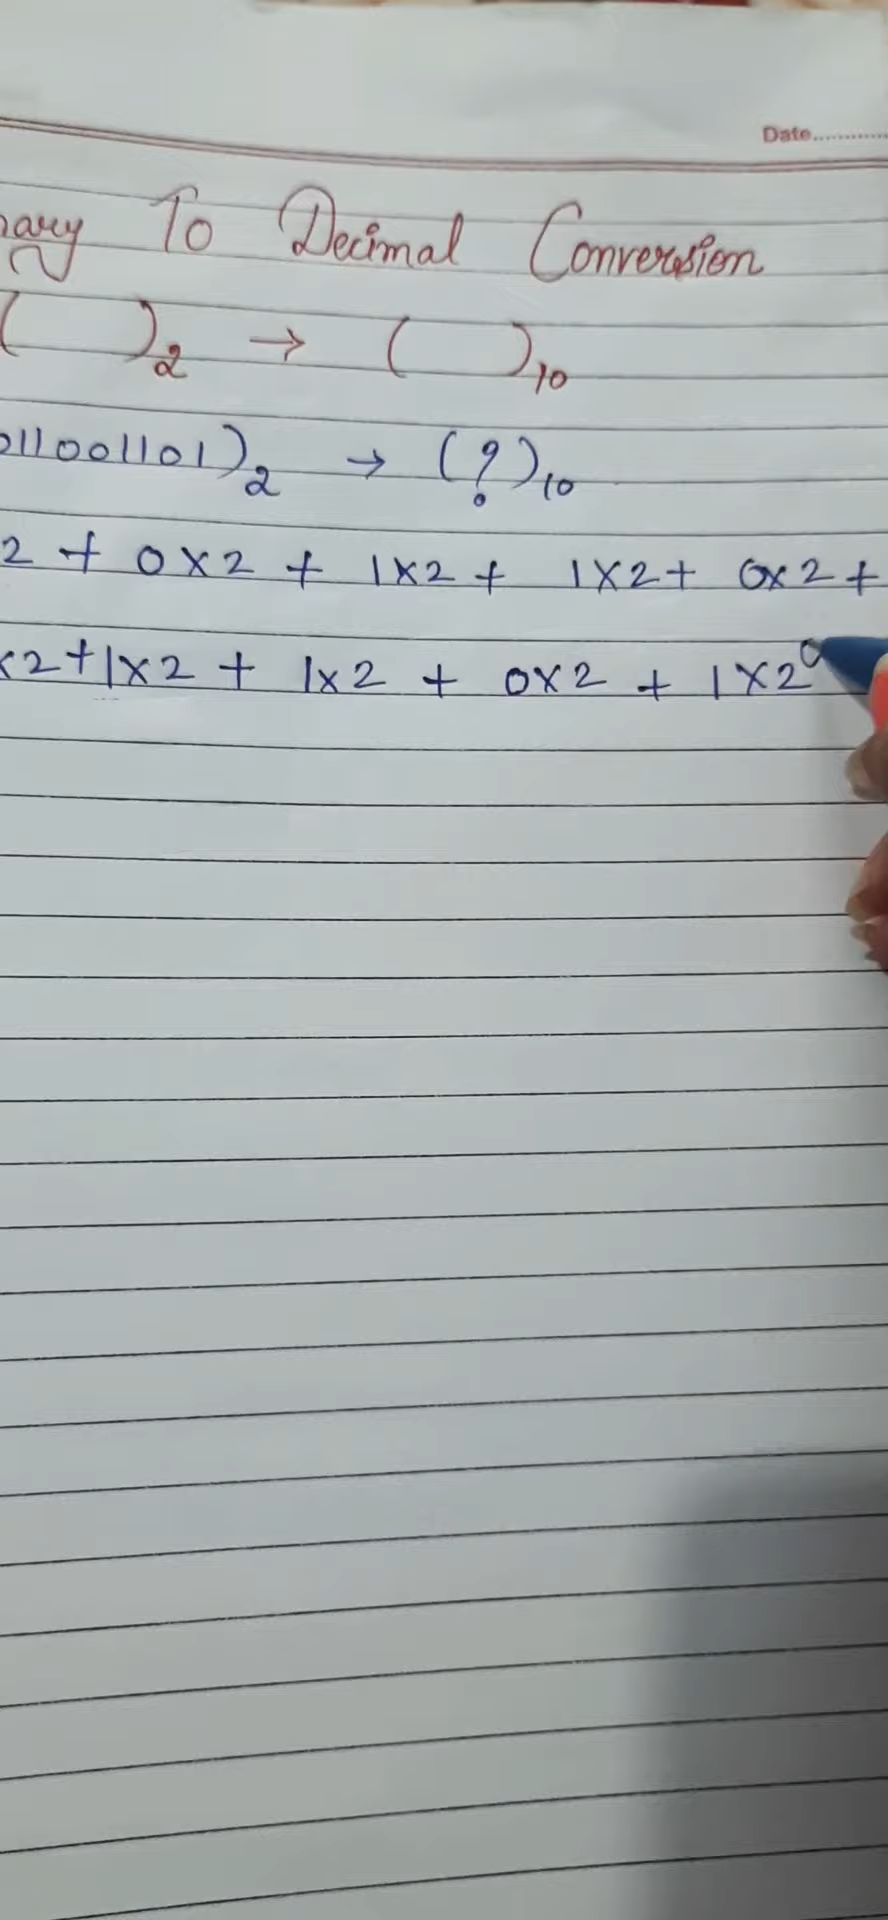 Date............
nary To Decimal Conversion
( )2 → ( )10
011001101)2 → (?)10
2 + 0x2 + 1x2 + 1x2 + 0x2 +
x2 + 1x2 + 1x2 + 0x2 + 1x2⁰